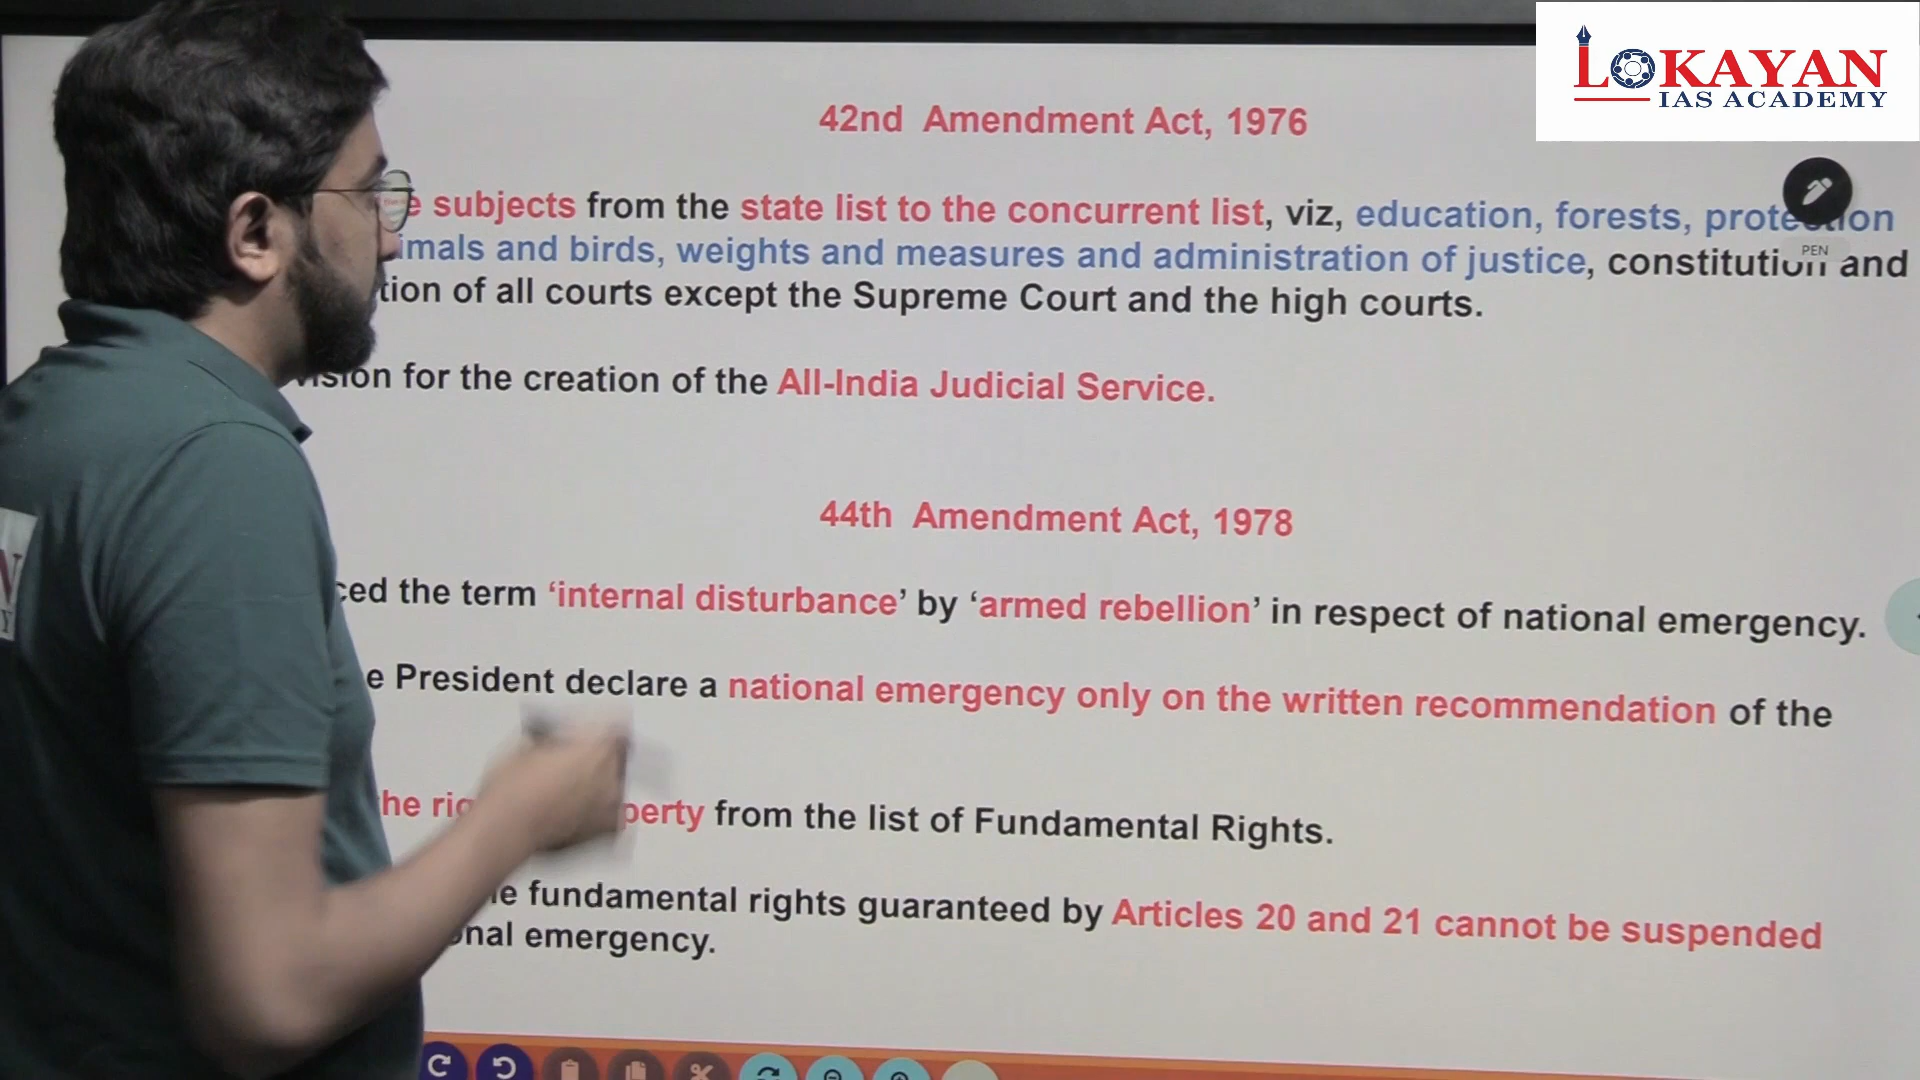 LOKAYAN
IAS ACADEMY
42nd Amendment Act, 1976
subjects from the state list to the concurrent list, viz, education, forests, protection
and birds, weights and measures and administration of justice, constitution and
of all courts except the Supreme Court and the high courts.
PEN
for the creation of the All-India Judicial Service.
44th Amendment Act, 1978
the term ‘internal disturbance’ by ‘armed rebellion’ in respect of national emergency.
President declare a national emergency only on the written recommendation of the
from the list of Fundamental Rights.
fundamental rights guaranteed by Articles 20 and 21 cannot be suspended
emergency.